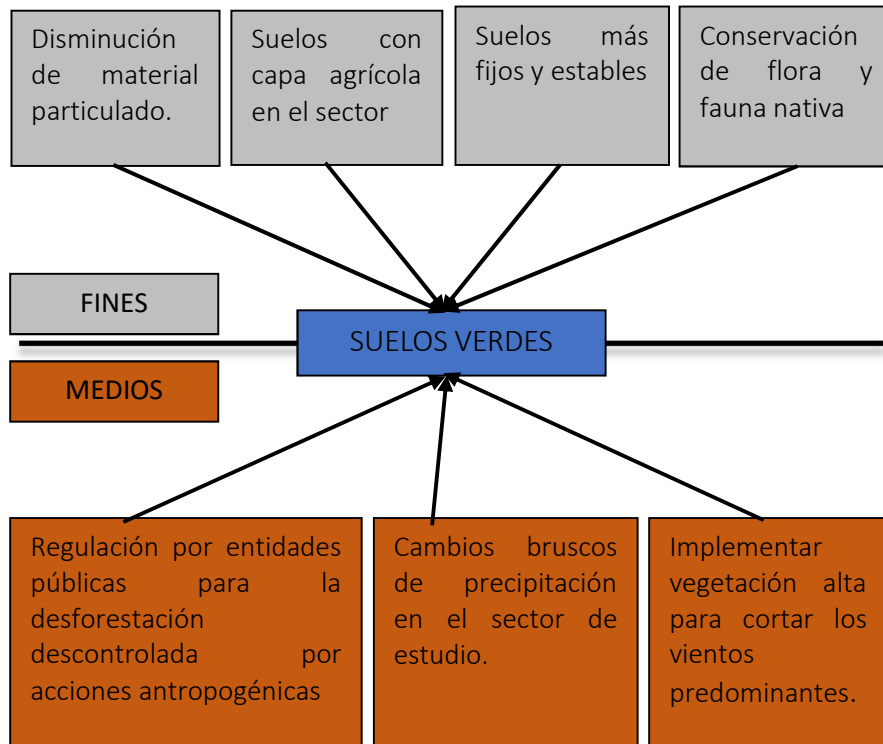 Disminución
de material
particulado.
Suelos con
capa agrícola
en el sector
Suelos más
fijos y estables
Conservación
de flora y
fauna nativa
FINES
SUELOS VERDES
MEDIOS
Regulación por entidades
públicas para la
desforestación
descontrolada por
acciones antropogénicas
Cambios bruscos
de precipitación
en el sector de
estudio.
Implementar
vegetación alta
para cortar los
vientos
predominantes.